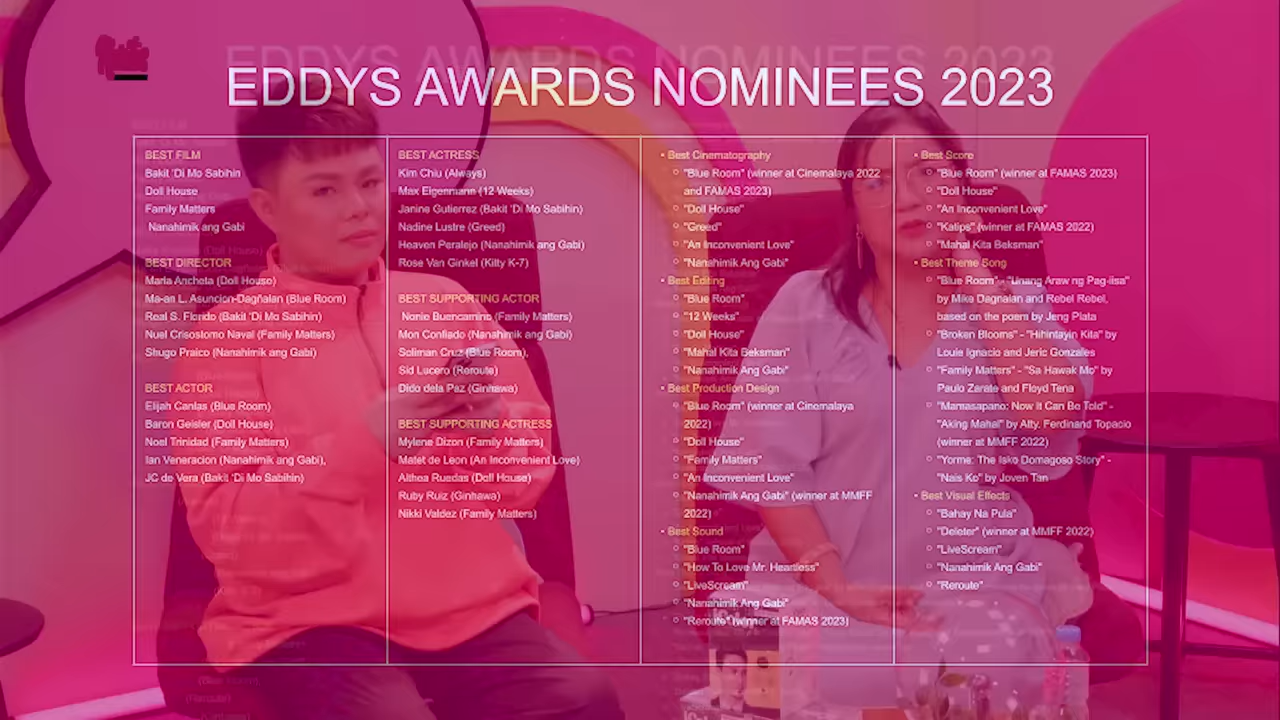 EDDYS AWARDS NOMINEES 2023
BEST FILM
Bakit 'Di Mo Sabihin
Doll House
Family Matters
Nanahimik ang Gabi
BEST DIRECTOR
Marla Ancheta (Doll House)
Ma-an L. Asuncion-Dagñalan (Blue Room)
Real S. Florido (Bakit 'Di Mo Sabihin)
Nuel Crisostomo Naval (Family Matters)
Shugo Praico (Nanahimik ang Gabi)
BEST ACTOR
Elijah Canlas (Blue Room)
Baron Geisler (Doll House)
Noel Trinidad (Family Matters)
Ian Veneracion (Nanahimik ang Gabi),
JC de Vera (Bakit 'Di Mo Sabihin)
BEST ACTRESS
Kim Chiu (Always)
Max Eigenmann (12 Weeks)
Janine Gutierrez (Bakit 'Di Mo Sabihin)
Nadine Lustre (Greed)
Heaven Peralejo (Nanahimik ang Gabi)
Rose Van Ginkel (Kitty K-7)
BEST SUPPORTING ACTOR
Nonie Buencamino (Family Matters)
Mon Confiado (Nanahimik ang Gabi)
Soliman Cruz (Blue Room),
Sid Lucero (Reroute)
Dido dela Paz (Ginhawa)
BEST SUPPORTING ACTRESS
Mylene Dizon (Family Matters)
Matet de Leon (An Inconvenient Love)
Althea Ruedas (Doll House)
Ruby Ruiz (Ginhawa)
Nikki Valdez (Family Matters)
• Best Cinematography
○ "Blue Room" (winner at Cinemalaya 2022
and FAMAS 2023)
○ "Doll House"
○ "Greed"
○ "An Inconvenient Love"
○ "Nanahimik Ang Gabi"
• Best Editing
○ "Blue Room"
○ "12 Weeks"
○ "Doll House"
○ "Mahal Kita Beksman"
○ "Nanahimik Ang Gabi"
• Best Production Design
○ "Blue Room" (winner at Cinemalaya
2022)
○ "Doll House"
○ "Family Matters"
○ "An Inconvenient Love"
○ "Nanahimik Ang Gabi" (winner at MMFF
2022)
• Best Sound
○ "Blue Room"
○ "How To Love Mr. Heartless"
○ "LiveScream"
○ "Nanahimik Ang Gabi"
○ "Reroute" (winner at FAMAS 2023)
• Best Score
○ "Blue Room" (winner at FAMAS 2023)
○ "Doll House"
○ "An Inconvenient Love"
○ "Katips" (winner at FAMAS 2022)
○ "Mahal Kita Beksman"
• Best Theme Song
○ "Blue Room" - "Unang Araw ng Pag-iisa"
by Mike Dagnalan and Rebel Rebel,
based on the poem by Jeng Plata
○ "Broken Blooms" - "Hihintayin Kita" by
Louie Ignacio and Jeric Gonzales
○ "Family Matters" - "Sa Hawak Mo" by
Paulo Zarate and Floyd Tena
○ "Mamasapano: Now It Can Be Told" -
"Aking Mahal" by Atty. Ferdinand Topacio
(winner at MMFF 2022)
○ "Yorme: The Isko Domagoso Story" -
"Nais Ko" by Joven Tan
• Best Visual Effects
○ "Bahay Na Pula"
○ "Deleter" (winner at MMFF 2022)
○ "LiveScream"
○ "Nanahimik Ang Gabi"
○ "Reroute"